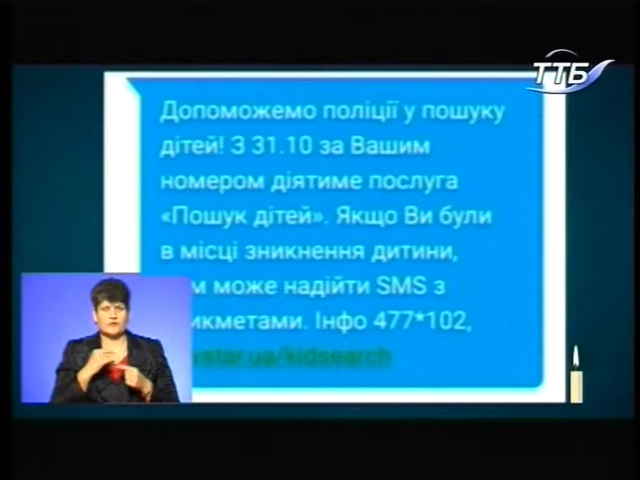 ТТБ
Допоможемо поліції у пошуку
дітей! З 31.10 за Вашим
номером діятиме послуга
«Пошук дітей». Якщо Ви були
в місці зникнення дитини,
може надійти SMS з
Інфо 477*102,